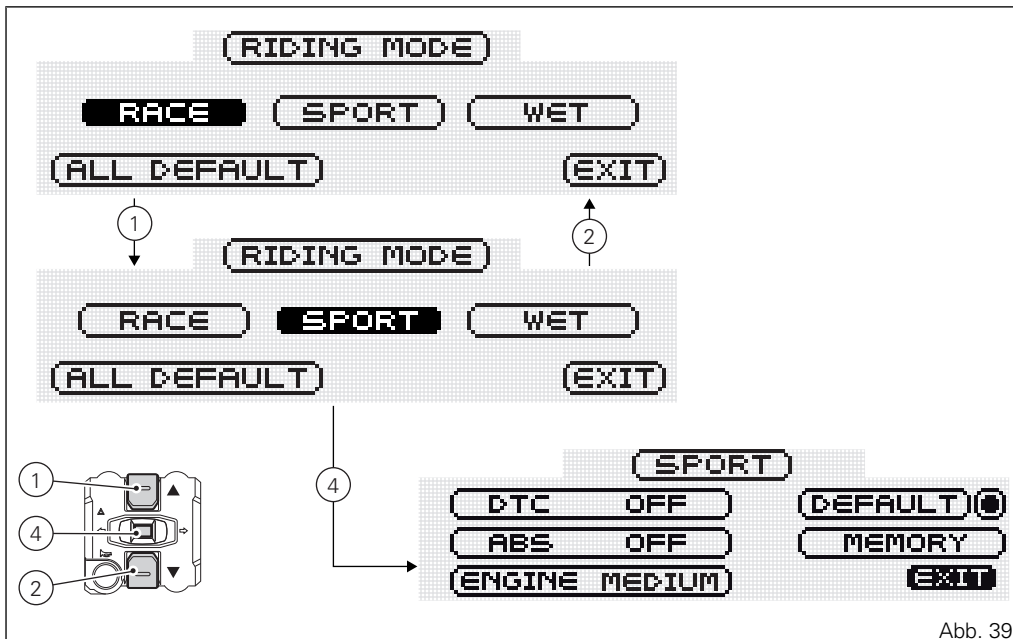 RIDING MODE
RACE SPORT WET
ALL DEFAULT EXIT
1
2
RIDING MODE
RACE SPORT WET
ALL DEFAULT EXIT
1
4
2
4
SPORT
DTC OFF DEFAULT
ABS OFF MEMORY
ENGINE MEDIUM EXIT
Abb. 39